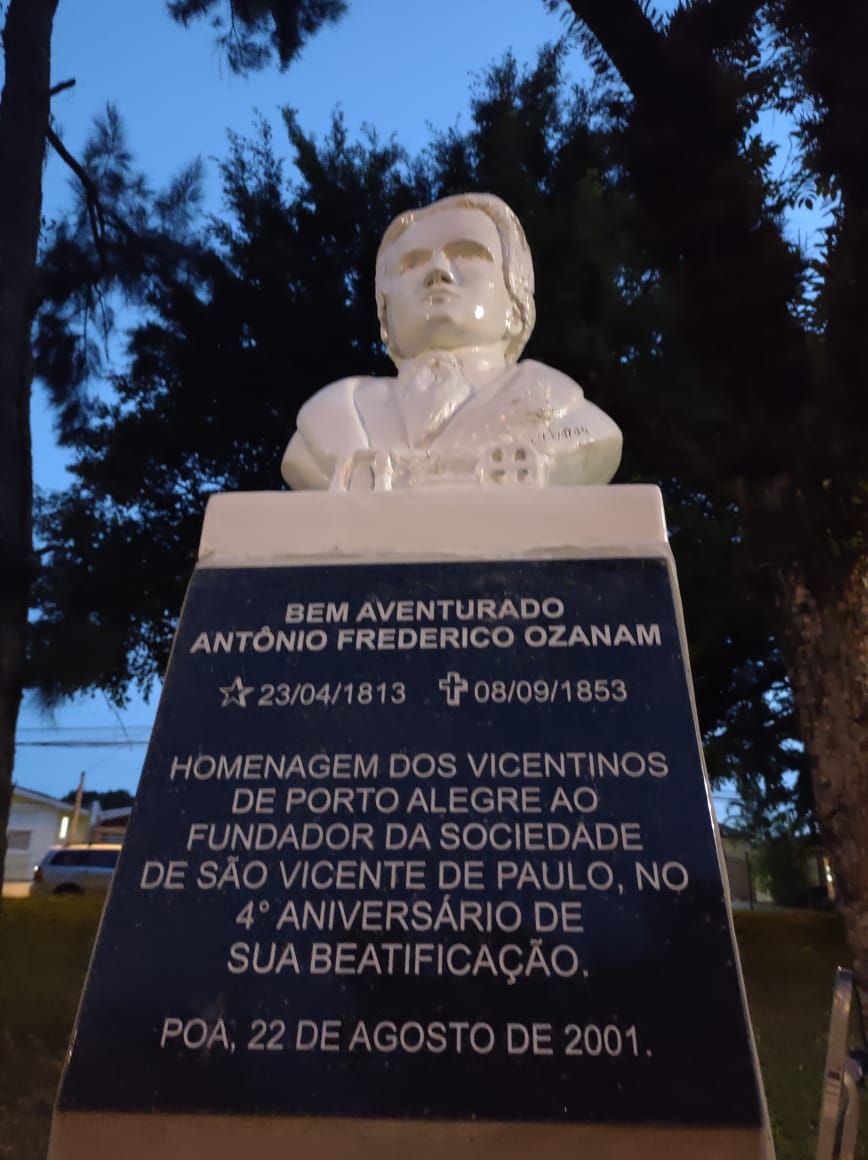 BEM AVENTURADO
ANTÔNIO FREDERICO OZANAM
23/04/1813 08/09/1853
HOMENAGEM DOS VICENTINOS
DE PORTO ALEGRE AO
FUNDADOR DA SOCIEDADE
DE SÃO VICENTE DE PAULO, NO
4° ANIVERSÁRIO DE
SUA BEATIFICAÇÃO.
POA, 22 DE AGOSTO DE 2001.